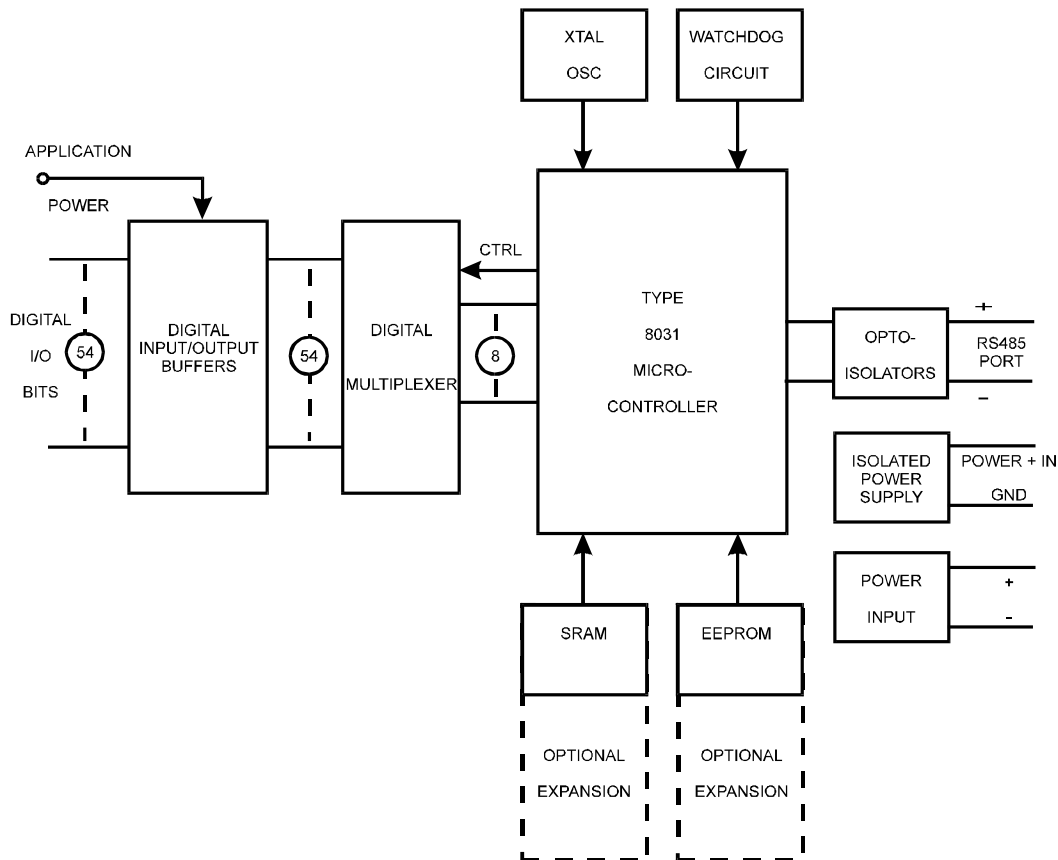 XTAL
OSC
WATCHDOG
CIRCUIT
APPLICATION
POWER
DIGITAL
I/O
BITS
54
DIGITAL
INPUT/OUTPUT
BUFFERS
54
DIGITAL
MULTIPLEXER
CTRL
8
TYPE
8031
MICRO-
CONTROLLER
OPTO-
ISOLATORS
+
RS485
PORT
–
ISOLATED
POWER
SUPPLY
POWER + IN
GND
POWER
INPUT
+
-
SRAM
OPTIONAL
EXPANSION
EEPROM
OPTIONAL
EXPANSION